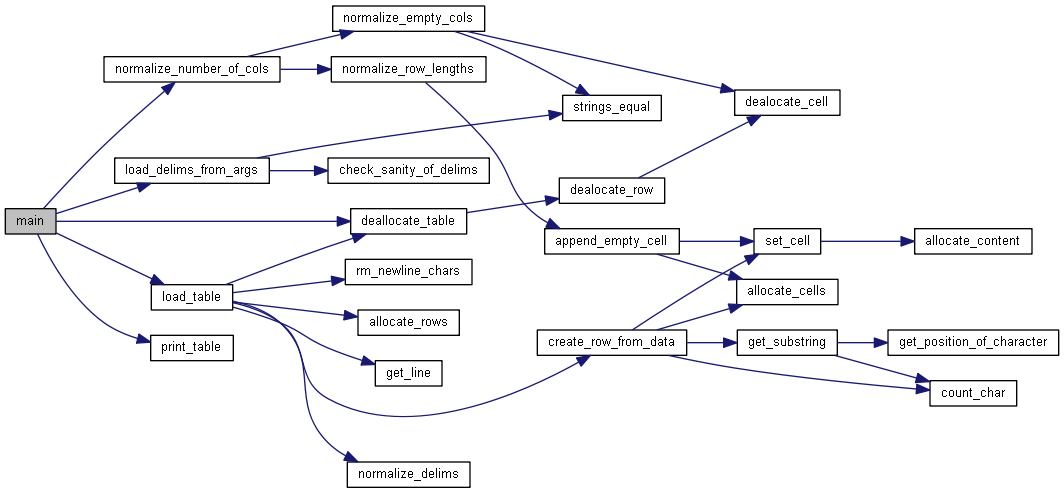 normalize_empty_cols
normalize_number_of_cols
normalize_row_lengths
dealocate_cell
strings_equal
load_delims_from_args
check_sanity_of_delims
dealocate_row
main
deallocate_table
append_empty_cell
set_cell
allocate_content
rm_newline_chars
load_table
allocate_cells
allocate_rows
print_table
create_row_from_data
get_substring
get_position_of_character
get_line
count_char
normalize_delims